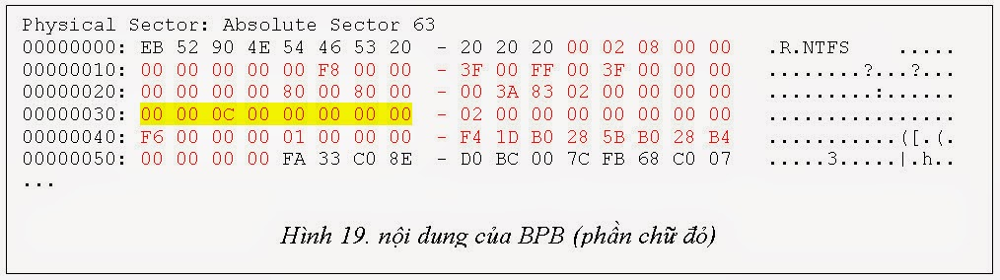 Physical Sector: Absolute Sector 63
00000000: EB 52 90 4E 54 46 53 20 - 20 20 20 00 02 08 00 00 .R.NTFS .....
00000010: 00 00 00 00 00 F8 00 00 - 3F 00 FF 00 3F 00 00 00 ........?...?...
00000020: 00 00 00 00 80 00 80 00 - 00 3A 83 02 00 00 00 00 .........:......
00000030: 00 00 0C 00 00 00 00 00 - 02 00 00 00 00 00 00 00 ................
00000040: F6 00 00 00 01 00 00 00 - F4 1D B0 28 5B B0 28 B4 ...........([.(.
00000050: 00 00 00 00 FA 33 C0 8E - D0 BC 00 7C FB 68 C0 07 .....3.....|.h..
...
Hình 19. nội dung của BPB (phần chữ đỏ)